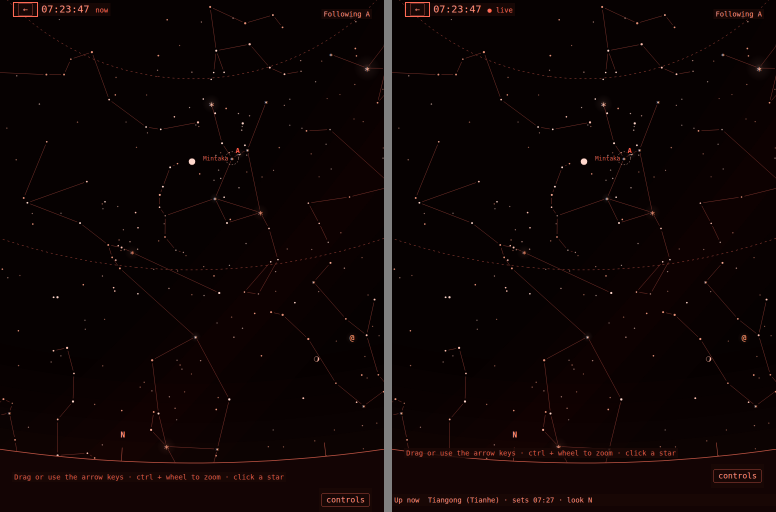 ← 07:23:47 now
Following A
A
Mintaka
@
N
Drag or use the arrow keys · ctrl + wheel to zoom · click a star
controls
← 07:23:47 ● live
Following A
A
Mintaka
@
N
Drag or use the arrow keys · ctrl + wheel to zoom · click a star
controls
Up now Tiangong (Tianhe) · sets 07:27 · look N